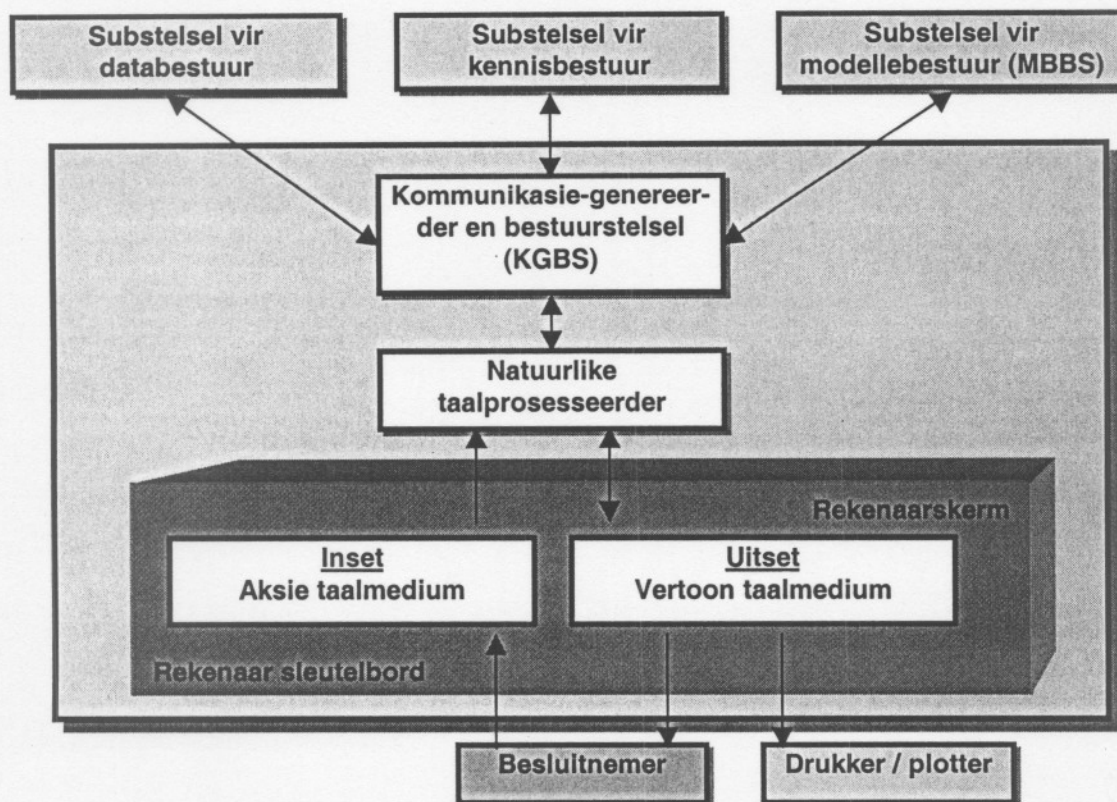 Substelsel vir
databestuur
Substelsel vir
kennisbestuur
Substelsel vir
modellebestuur (MBBS)
Kommunikasie-genereer-
der en bestuurstelsel
(KGBS)
Natuurlike
taalprosesseerder
Rekenaarskerm
Inset
Aksie taalmedium
Uitset
Vertoon taalmedium
Rekenaar sleutelbord
Besluitnemer
Drukker / plotter